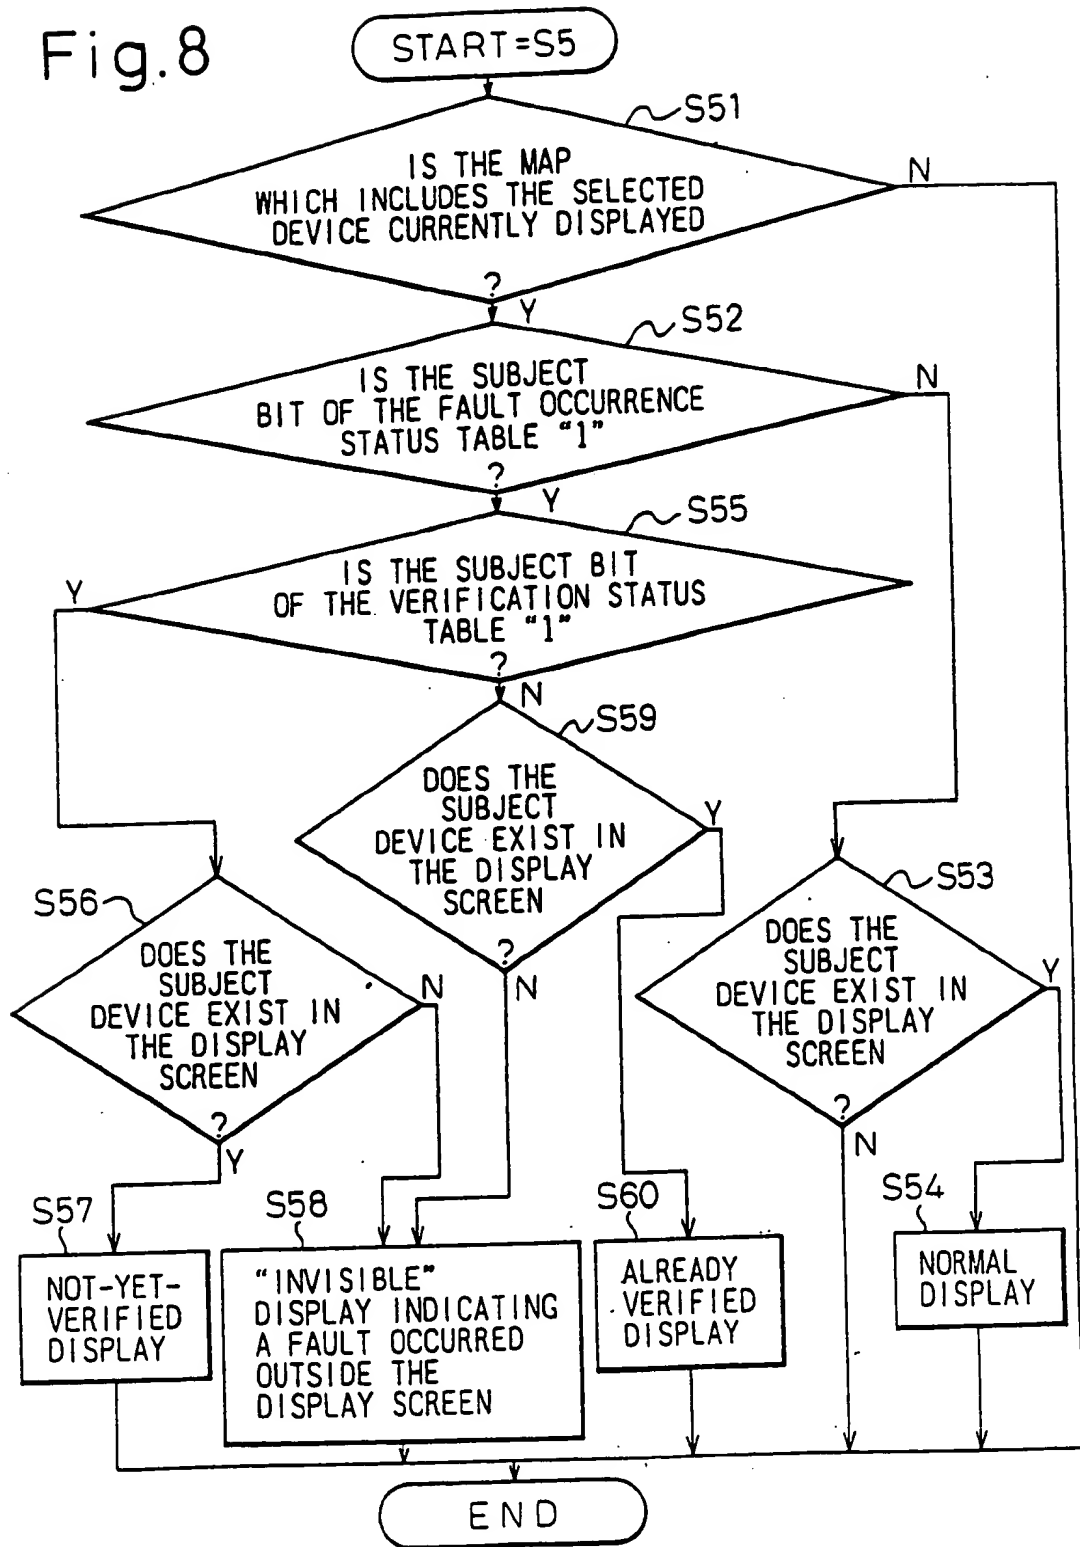 Fig.8
START=S5
S51
IS THE MAP
WHICH INCLUDES THE SELECTED
DEVICE CURRENTLY DISPLAYED
?
N
Y
S52
IS THE SUBJECT
BIT OF THE FAULT OCCURRENCE
STATUS TABLE "1"
?
N
Y
S55
IS THE SUBJECT BIT
OF THE VERIFICATION STATUS
TABLE "1"
?
Y
N
S59
DOES THE
SUBJECT
DEVICE EXIST IN
THE DISPLAY
SCREEN
?
Y
N
S56
DOES THE
SUBJECT
DEVICE EXIST IN
THE DISPLAY
SCREEN
?
N
Y
S53
DOES THE
SUBJECT
DEVICE EXIST IN
THE DISPLAY
SCREEN
?
Y
N
S57
NOT-YET-
VERIFIED
DISPLAY
S58
"INVISIBLE"
DISPLAY INDICATING
A FAULT OCCURRED
OUTSIDE THE
DISPLAY SCREEN
S60
ALREADY
VERIFIED
DISPLAY
S54
NORMAL
DISPLAY
END